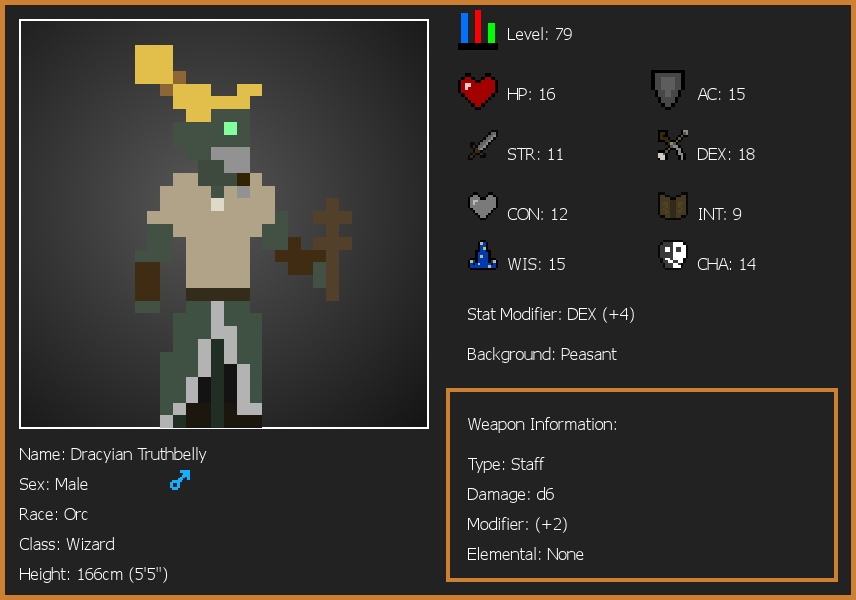 Level: 79
HP: 16
AC: 15
STR: 11
DEX: 18
CON: 12
INT: 9
WIS: 15
CHA: 14
Stat Modifier: DEX (+4)
Background: Peasant
Weapon Information:
Type: Staff
Damage: d6
Modifier: (+2)
Elemental: None
Name: Dracyian Truthbelly
Sex: Male
Race: Orc
Class: Wizard
Height: 166cm (5'5")